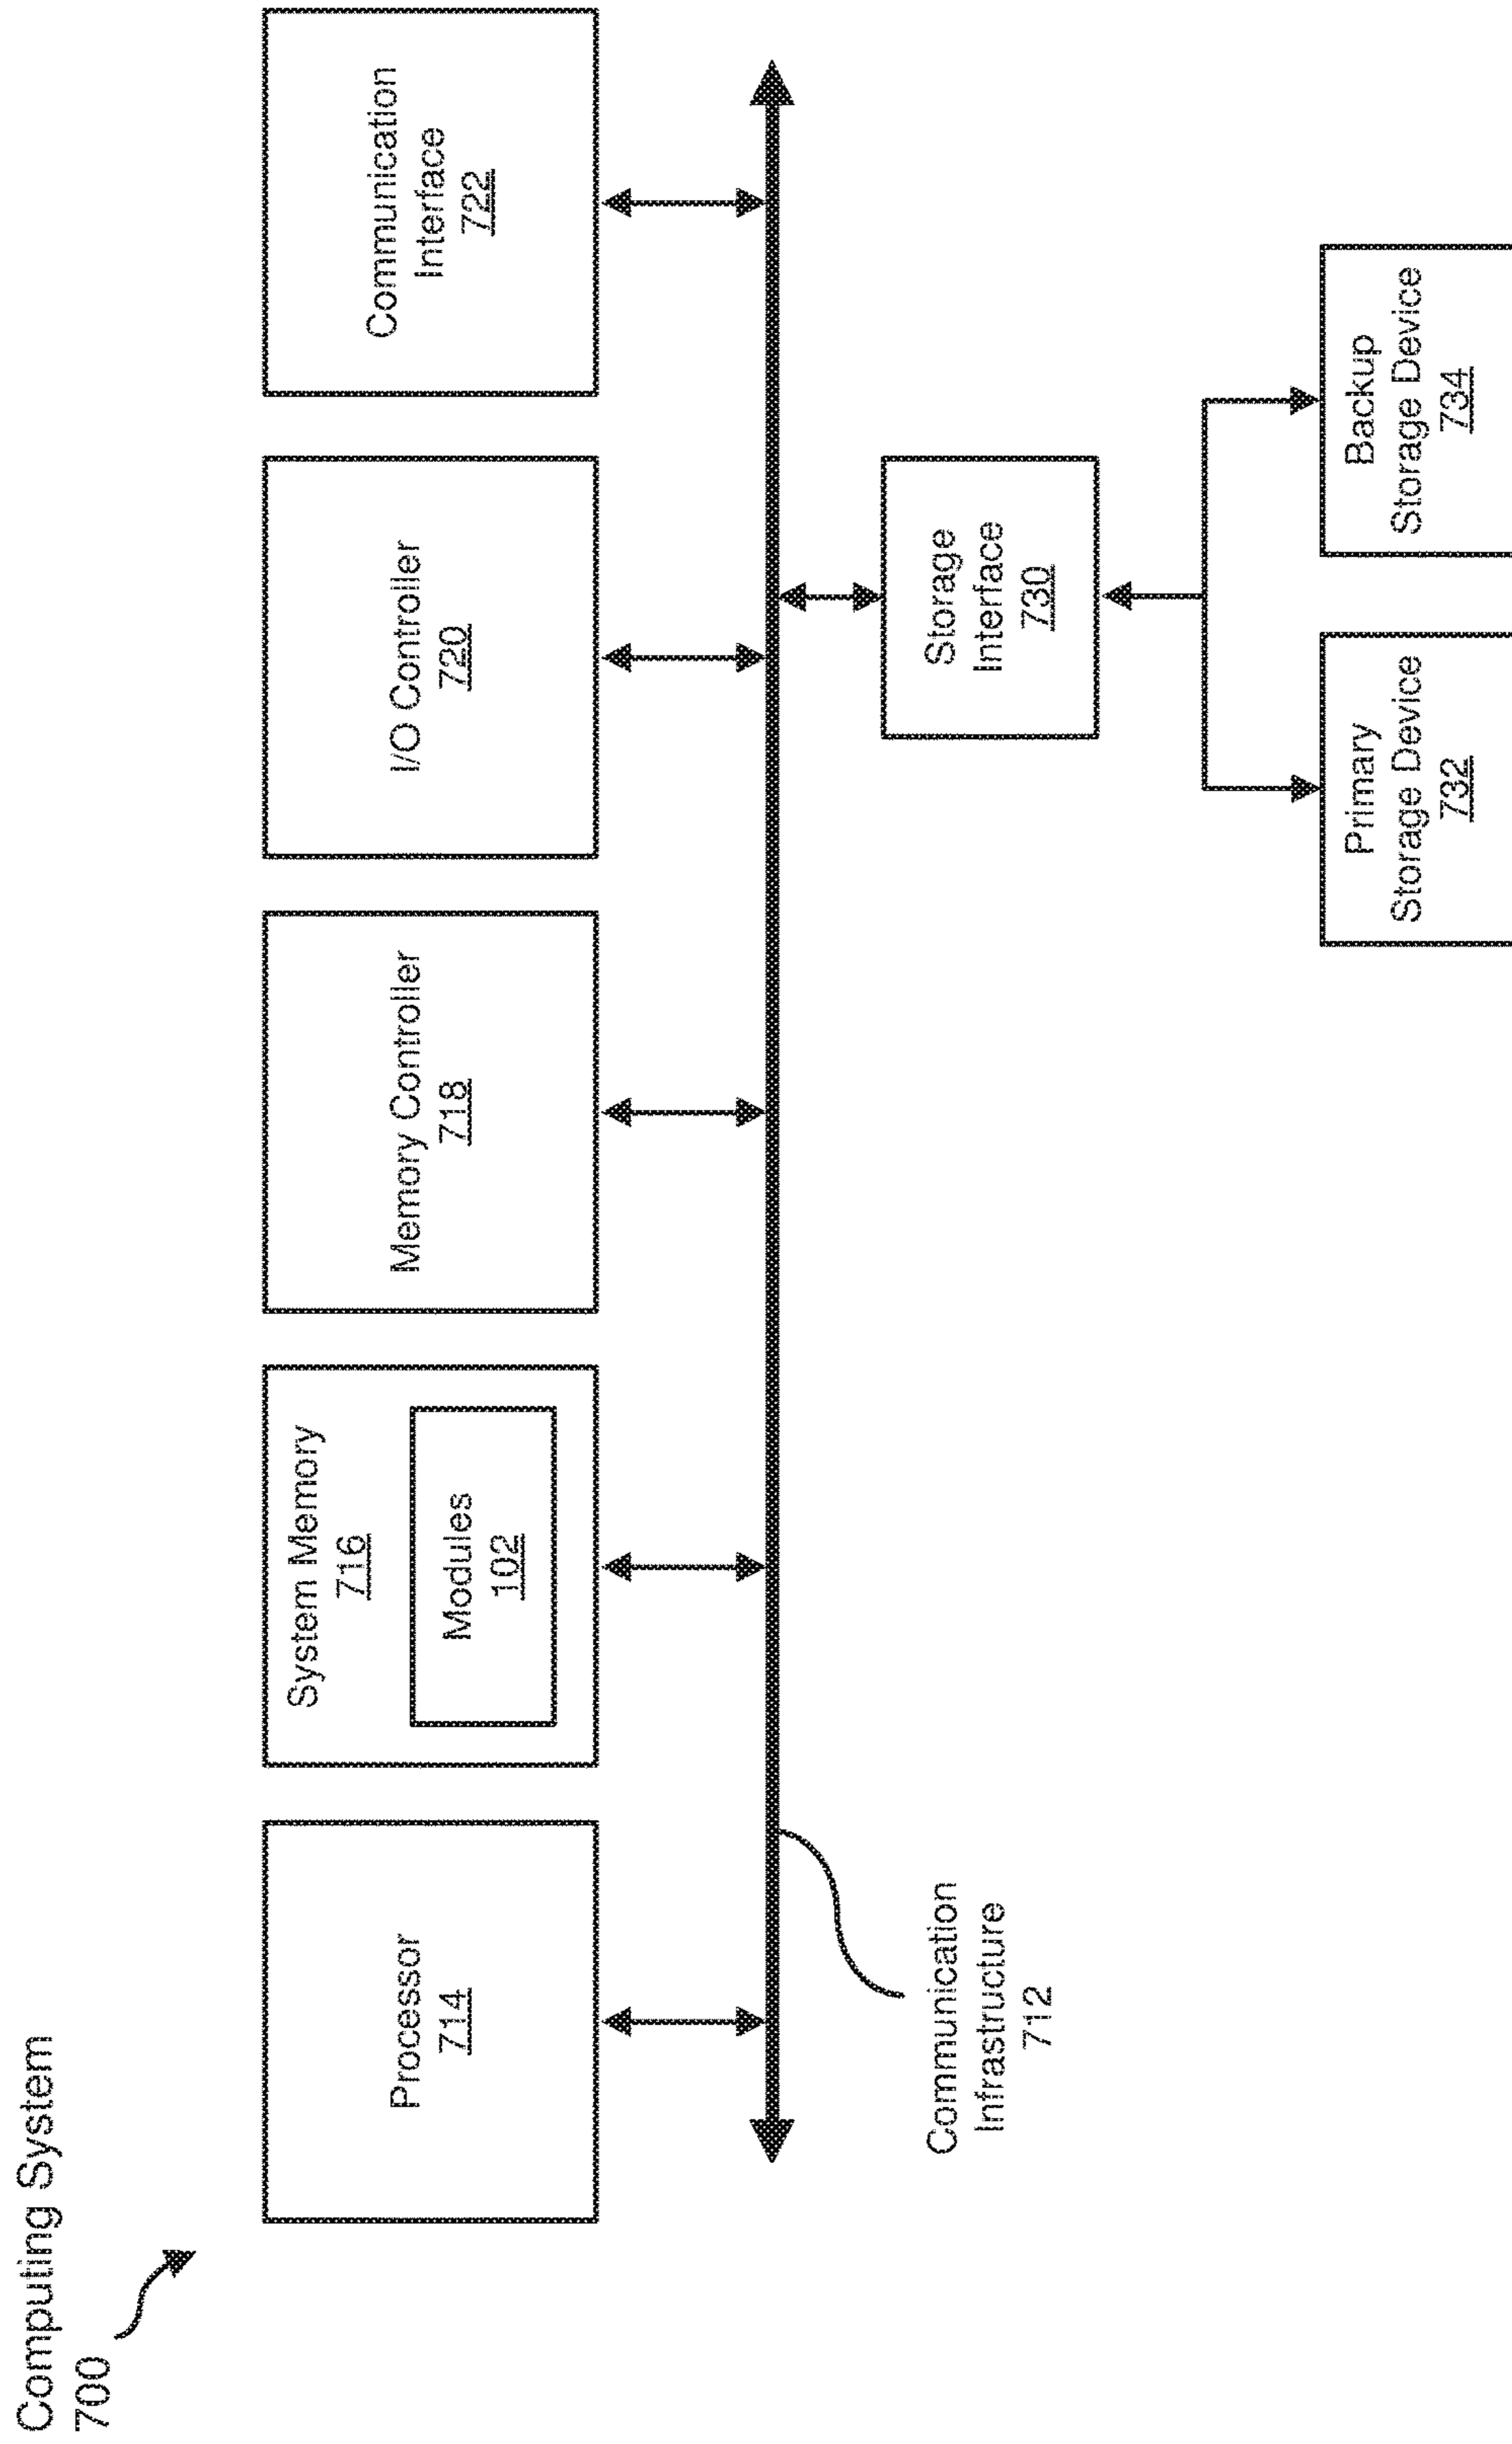 Computing System
700
Processor
714
System Memory
716
Modules
102
Memory Controller
718
I/O Controller
720
Communication
Interface
722
Communication
Infrastructure
712
Storage
Interface
730
Primary
Storage Device
732
Backup
Storage Device
734